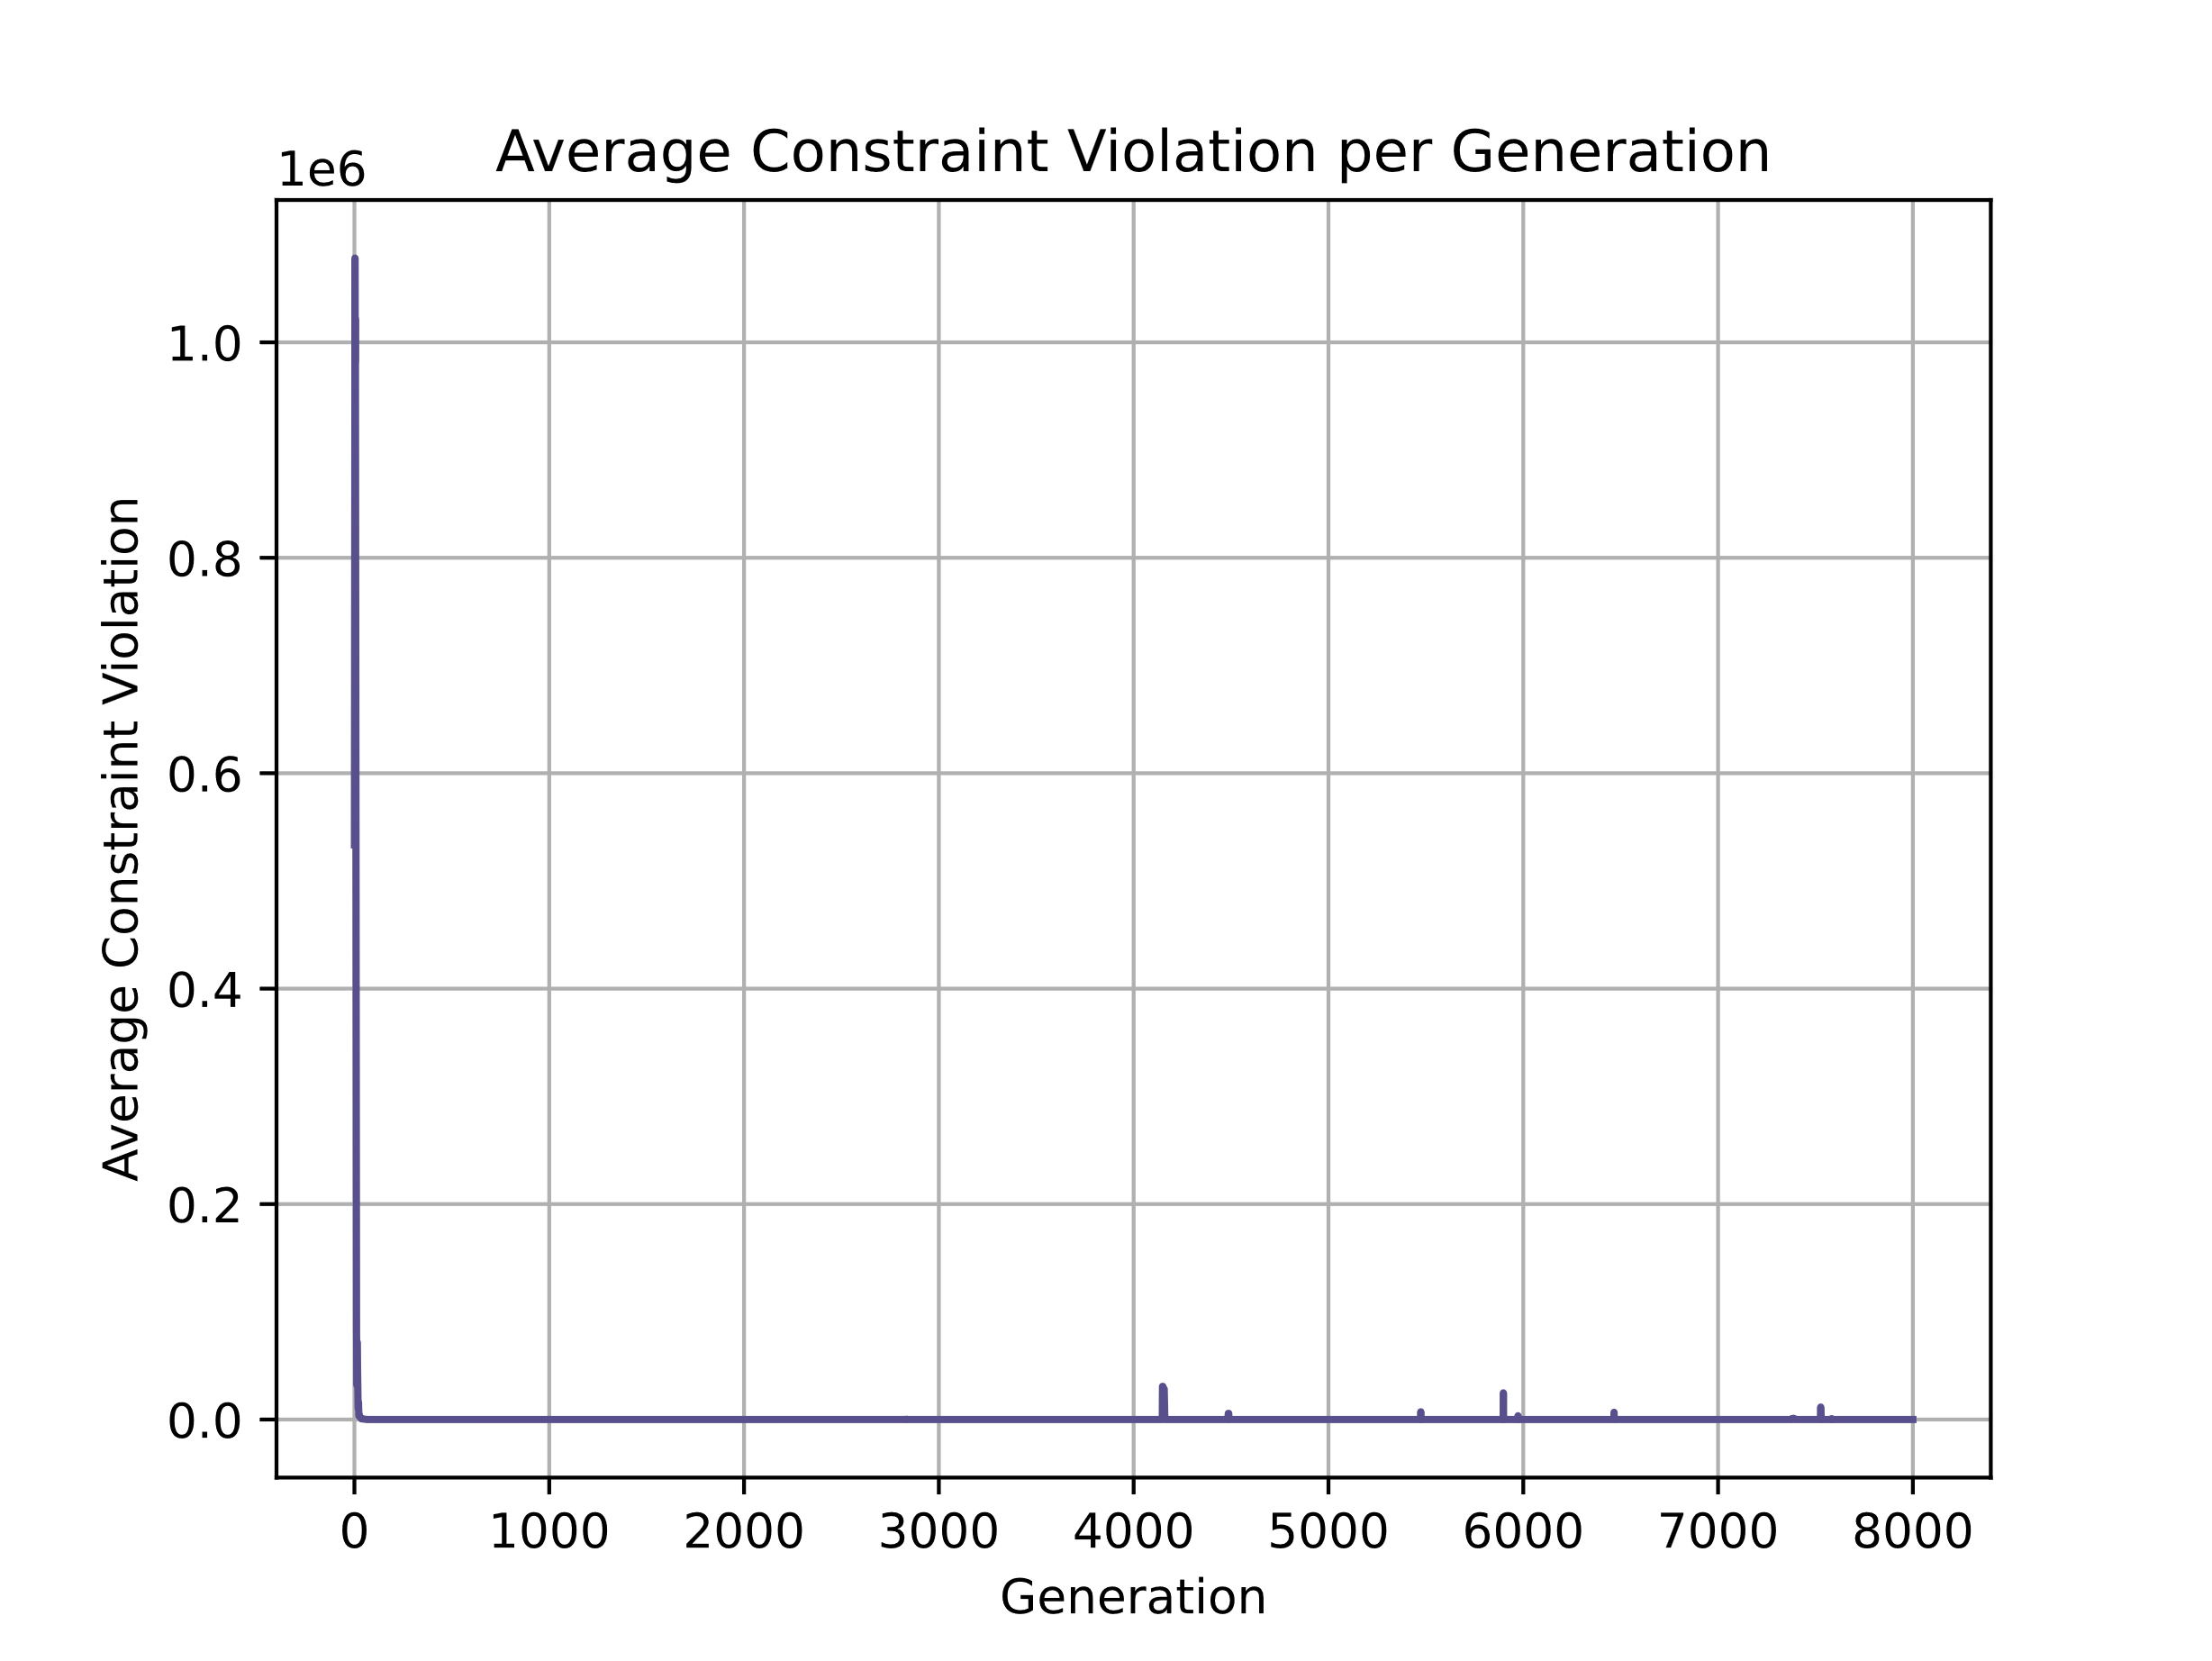 Average Constraint Violation per Generation
1e6
1.0
0.8
0.6
0.4
0.2
0.0
Average Constraint Violation
0 1000 2000 3000 4000 5000 6000 7000 8000
Generation